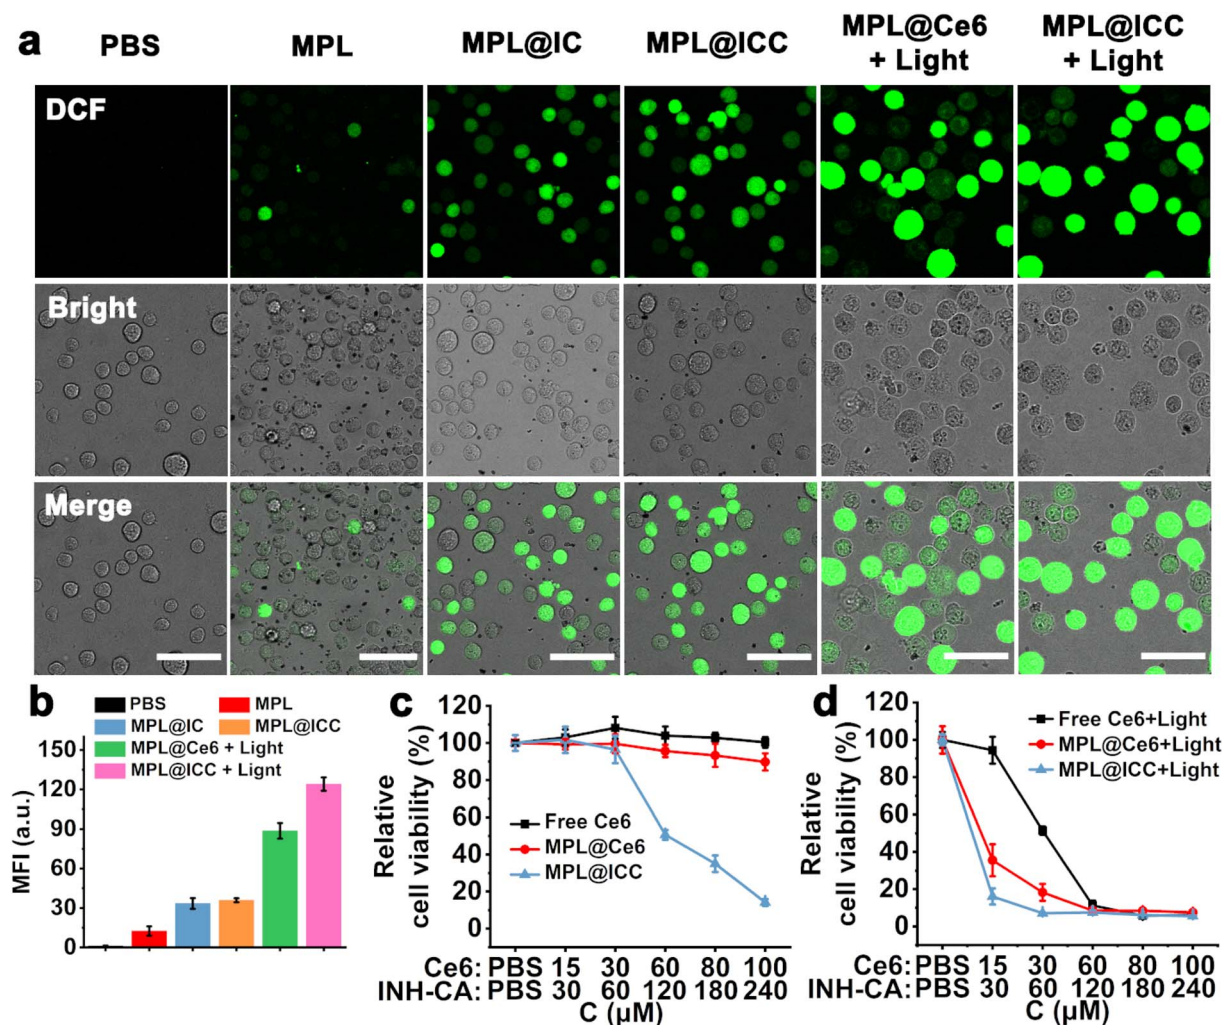 a
PBS
MPL
MPL@IC
MPL@ICC
MPL@Ce6
+ Light
MPL@ICC
+ Light
DCF
Bright
Merge
b
PBS
MPL
MPL@IC
MPL@ICC
MPL@Ce6 + Light
MPL@ICC + Lignt
MFI (a.u.)
150
120
90
60
30
0
c
Relative
cell viability (%)
120
100
80
60
40
20
0
Free Ce6
MPL@Ce6
MPL@ICC
Ce6: PBS 15 30 60 80 100
INH-CA: PBS 30 60 120 180 240
C (μM)
d
Relative
cell viability (%)
120
100
80
60
40
20
0
Free Ce6+Light
MPL@Ce6+Light
MPL@ICC+Light
Ce6: PBS 15 30 60 80 100
INH-CA: PBS 30 60 120 180 240
C (μM)